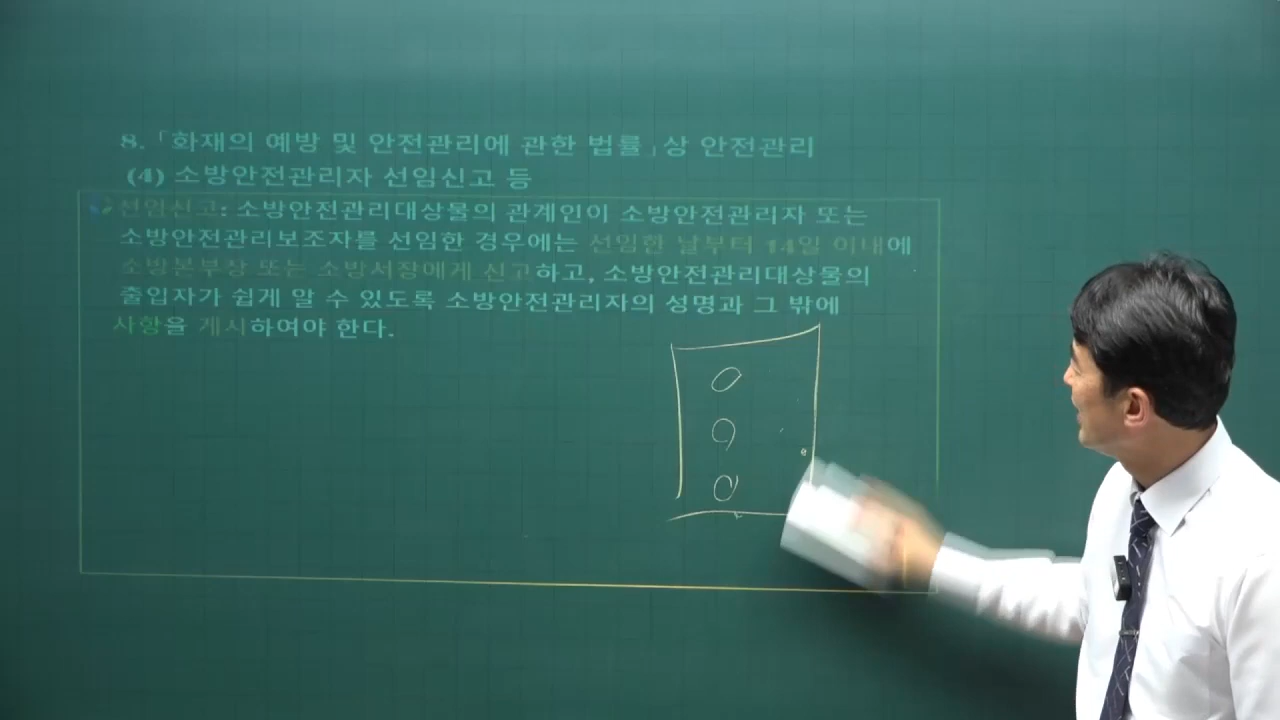 8. 「화재의 예방 및 안전관리에 관한 법률」상 안전관리
(4) 소방안전관리자 선임신고 등
선임신고: 소방안전관리대상물의 관계인이 소방안전관리자 또는
소방안전관리보조자를 선임한 경우에는 선임한 날부터 14일 이내에
소방본부장 또는 소방서장에게 신고하고, 소방안전관리대상물의
출입자가 쉽게 알 수 있도록 소방안전관리자의 성명과 그 밖에
사항을 게시하여야 한다.